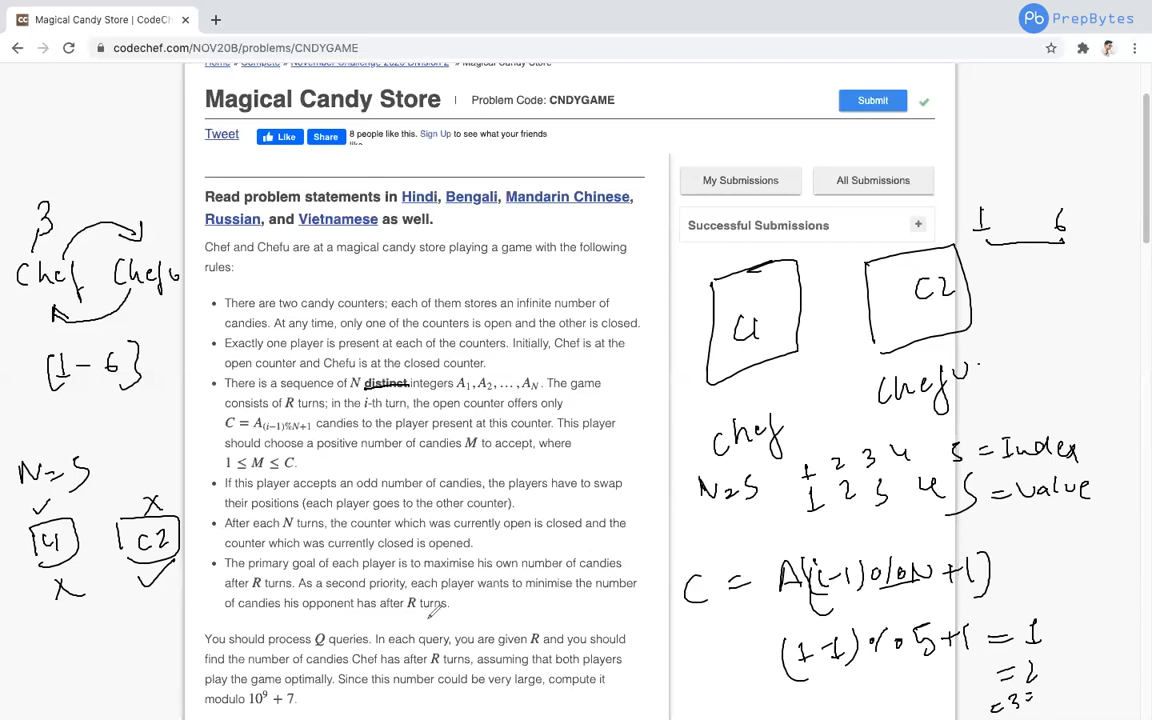 Magical Candy Store | CodeCh
PrepBytes
codechef.com/NOV20B/problems/CNDYGAME
Home » Compete » November Challenge 2020 Division 2 » Magical Candy Store
Magical Candy Store
Problem Code: CNDYGAME
Submit
Tweet
Like
Share
8 people like this. Sign Up to see what your friends
like.
My Submissions
All Submissions
Successful Submissions
+
Read problem statements in Hindi, Bengali, Mandarin Chinese,
Russian, and Vietnamese as well.
Chef and Chefu are at a magical candy store playing a game with the following
rules:
There are two candy counters; each of them stores an infinite number of
candies. At any time, only one of the counters is open and the other is closed.
Exactly one player is present at each of the counters. Initially, Chef is at the
open counter and Chefu is at the closed counter.
There is a sequence of N distinct integers A1, A2, …, AN. The game
consists of R turns; in the i-th turn, the open counter offers only
C = A(i−1)%N+1 candies to the player present at this counter. This player
should choose a positive number of candies M to accept, where
1 ≤ M ≤ C.
If this player accepts an odd number of candies, the players have to swap
their positions (each player goes to the other counter).
After each N turns, the counter which was currently open is closed and the
counter which was currently closed is opened.
The primary goal of each player is to maximise his own number of candies
after R turns. As a second priority, each player wants to minimise the number
of candies his opponent has after R turns.
You should process Q queries. In each query, you are given R and you should
find the number of candies Chef has after R turns, assuming that both players
play the game optimally. Since this number could be very large, compute it
modulo 10^9 + 7.
Chef Chefu
[1 - 6]
N=5
C1 C2
C1 C2
1 6
Chef
Chefu
1 2 3 4 5 = Index
N=5 1 2 3 4 5 = Value
C = A(i-1)%N+1)
(1-1)%5+1 = 1
= 2
= 3 =